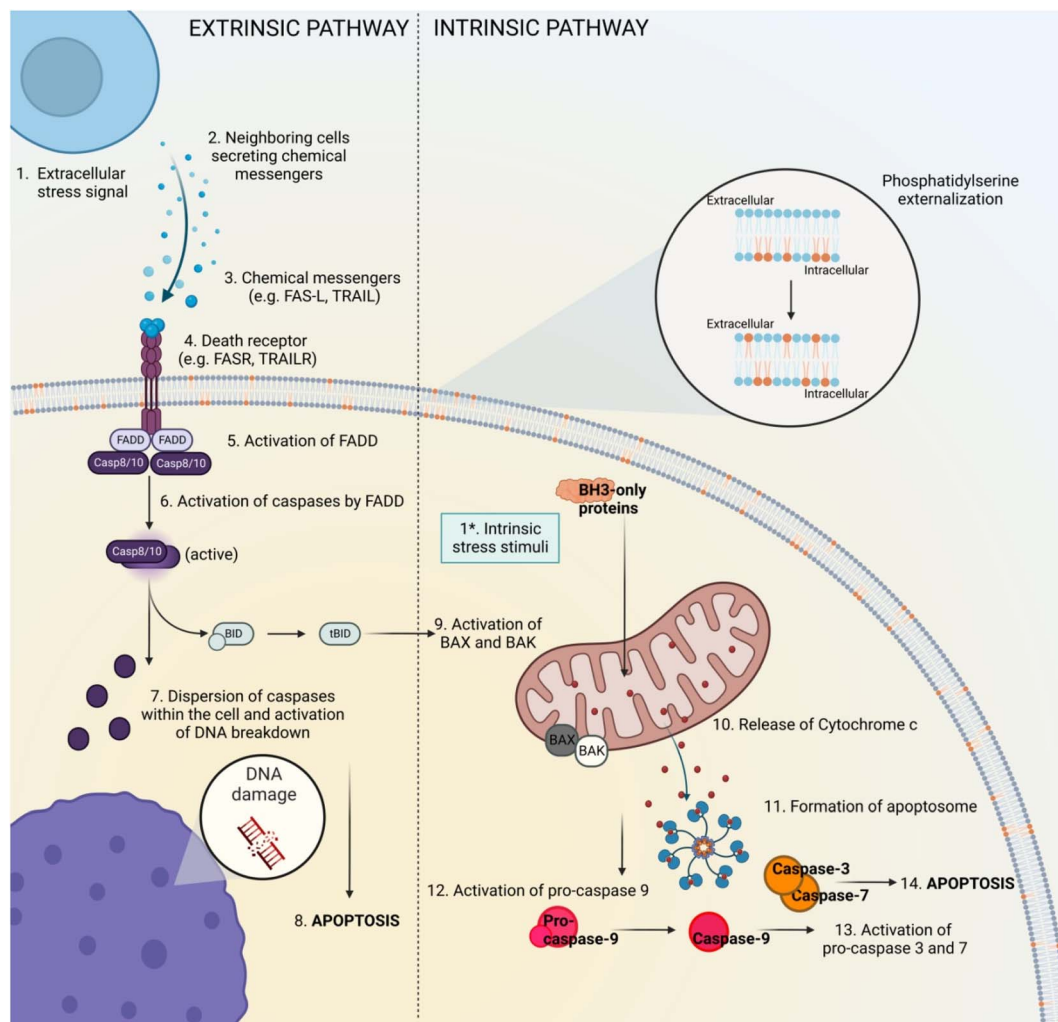 EXTRINSIC PATHWAY
INTRINSIC PATHWAY
1. Extracellular
stress signal
2. Neighboring cells
secreting chemical
messengers
3. Chemical messengers
(e.g. FAS-L, TRAIL)
4. Death receptor
(e.g. FASR, TRAILR)
FADD
FADD
Casp8/10
Casp8/10
5. Activation of FADD
6. Activation of caspases by FADD
Casp8/10
(active)
BID
tBID
7. Dispersion of caspases
within the cell and activation
of DNA breakdown
DNA
damage
8. APOPTOSIS
Phosphatidylserine
externalization
Extracellular
Intracellular
Extracellular
Intracellular
BH3-only
proteins
1*. Intrinsic
stress stimuli
9. Activation of
BAX and BAK
BAX
BAK
10. Release of Cytochrome c
11. Formation of apoptosome
12. Activation of pro-caspase 9
Pro-
caspase-9
Caspase-9
13. Activation of
pro-caspase 3 and 7
Caspase-3
Caspase-7
14. APOPTOSIS